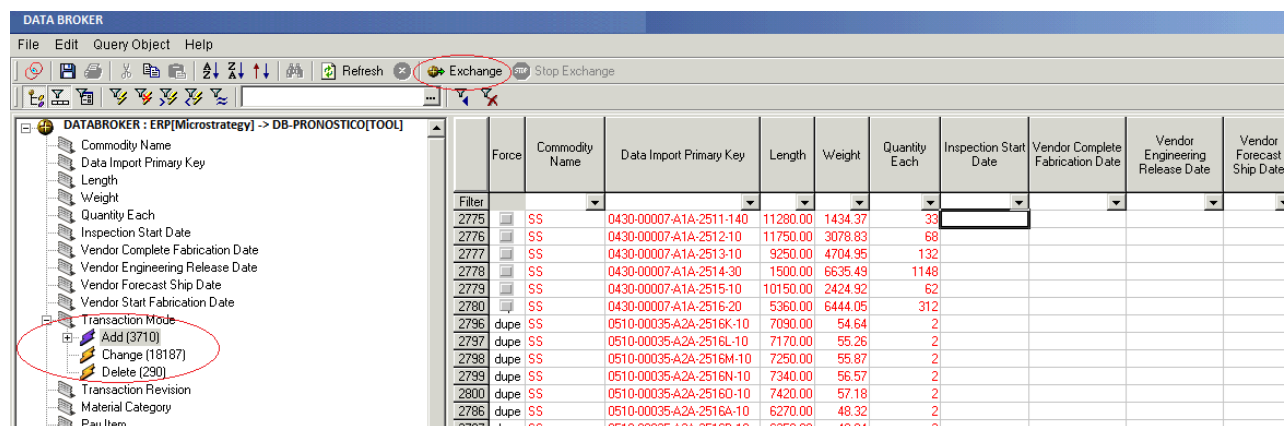 DATA BROKER
File Edit Query Object Help
Refresh Exchange STOP Stop Exchange
...
DATABROKER : ERP[Microstrategy] -> DB-PRONOSTICO[TOOL]
Commodity Name
Data Import Primary Key
Length
Weight
Quantity Each
Inspection Start Date
Vendor Complete Fabrication Date
Vendor Engineering Release Date
Vendor Forecast Ship Date
Vendor Start Fabrication Date
Transaction Mode
Add (3710)
Change (18187)
Delete (290)
Transaction Revision
Material Category
Pay Item
Force Commodity Name Data Import Primary Key Length Weight Quantity Each Inspection Start Date Vendor Complete Fabrication Date Vendor Engineering Release Date Vendor Forecast Ship Date
Filter
2775 SS 0430-00007-A1A-2511-140 11280.00 1434.37 33
2776 SS 0430-00007-A1A-2512-10 11750.00 3078.83 68
2777 SS 0430-00007-A1A-2513-10 9250.00 4704.95 132
2778 SS 0430-00007-A1A-2514-30 1500.00 6635.49 1148
2779 SS 0430-00007-A1A-2515-10 10150.00 2424.92 62
2780 SS 0430-00007-A1A-2516-20 5360.00 6444.05 312
2796 dupe SS 0510-00035-A2A-2516K-10 7090.00 54.64 2
2797 dupe SS 0510-00035-A2A-2516L-10 7170.00 55.26 2
2798 dupe SS 0510-00035-A2A-2516M-10 7250.00 55.87 2
2799 dupe SS 0510-00035-A2A-2516N-10 7340.00 56.57 2
2800 dupe SS 0510-00035-A2A-2516O-10 7420.00 57.18 2
2786 dupe SS 0510-00035-A2A-2516A-10 6270.00 48.32 2